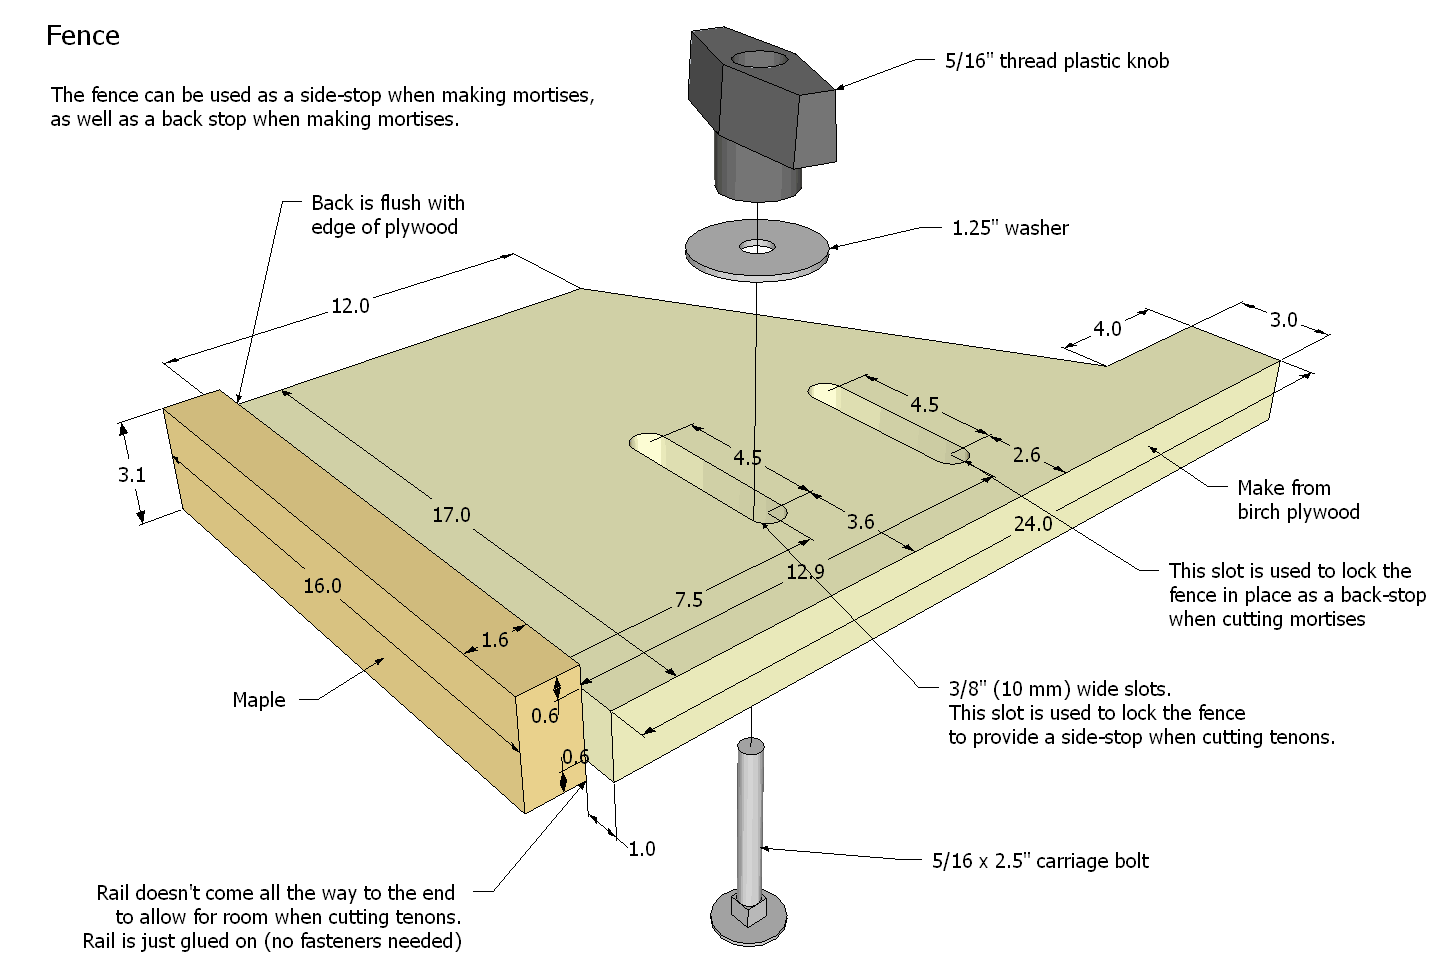 Fence
The fence can be used as a side-stop when making mortises,
as well as a back stop when making mortises.
5/16" thread plastic knob
Back is flush with
edge of plywood
1.25" washer
12.0
4.0
3.0
4.5
4.5
3.1
2.6
17.0
3.6
24.0
Make from
birch plywood
12.9
7.5
16.0
This slot is used to lock the
fence in place as a back-stop
when cutting mortises
1.6
Maple
0.6
0.6
3/8" (10 mm) wide slots.
This slot is used to lock the fence
to provide a side-stop when cutting tenons.
1.0
5/16 x 2.5" carriage bolt
Rail doesn't come all the way to the end
to allow for room when cutting tenons.
Rail is just glued on (no fasteners needed)